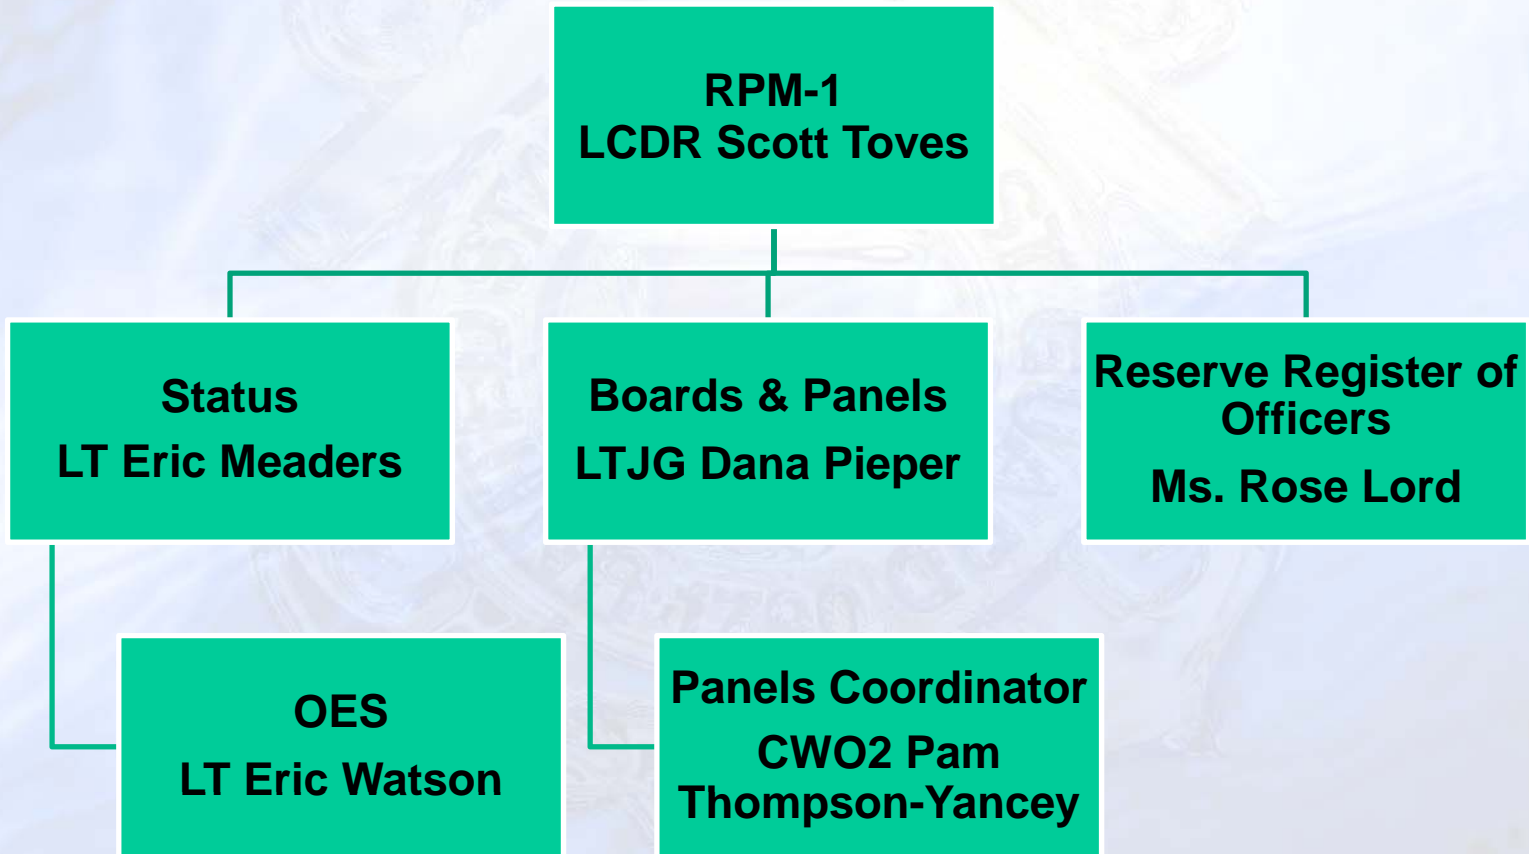 RPM-1
LCDR Scott Toves
Status
LT Eric Meaders
Boards & Panels
LTJG Dana Pieper
Reserve Register of
Officers
Ms. Rose Lord
OES
LT Eric Watson
Panels Coordinator
CWO2 Pam
Thompson-Yancey